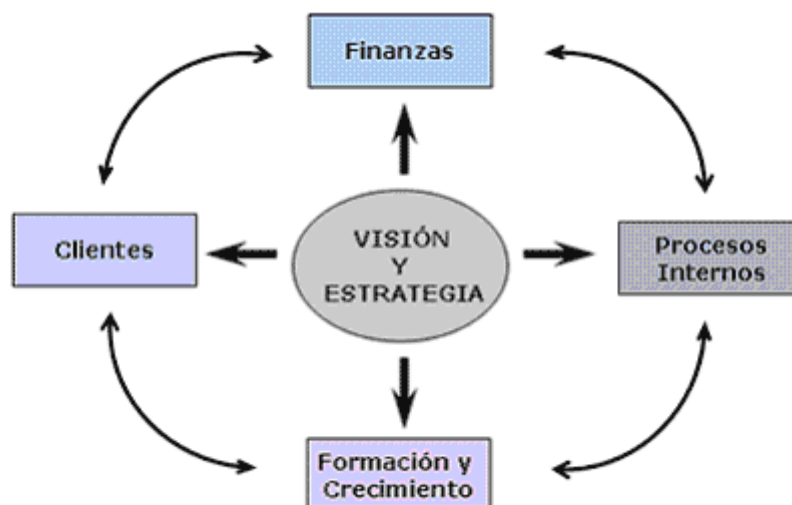 Finanzas
Clientes
VISIÓN
Y
ESTRATEGIA
Procesos
Internos
Formación y
Crecimiento